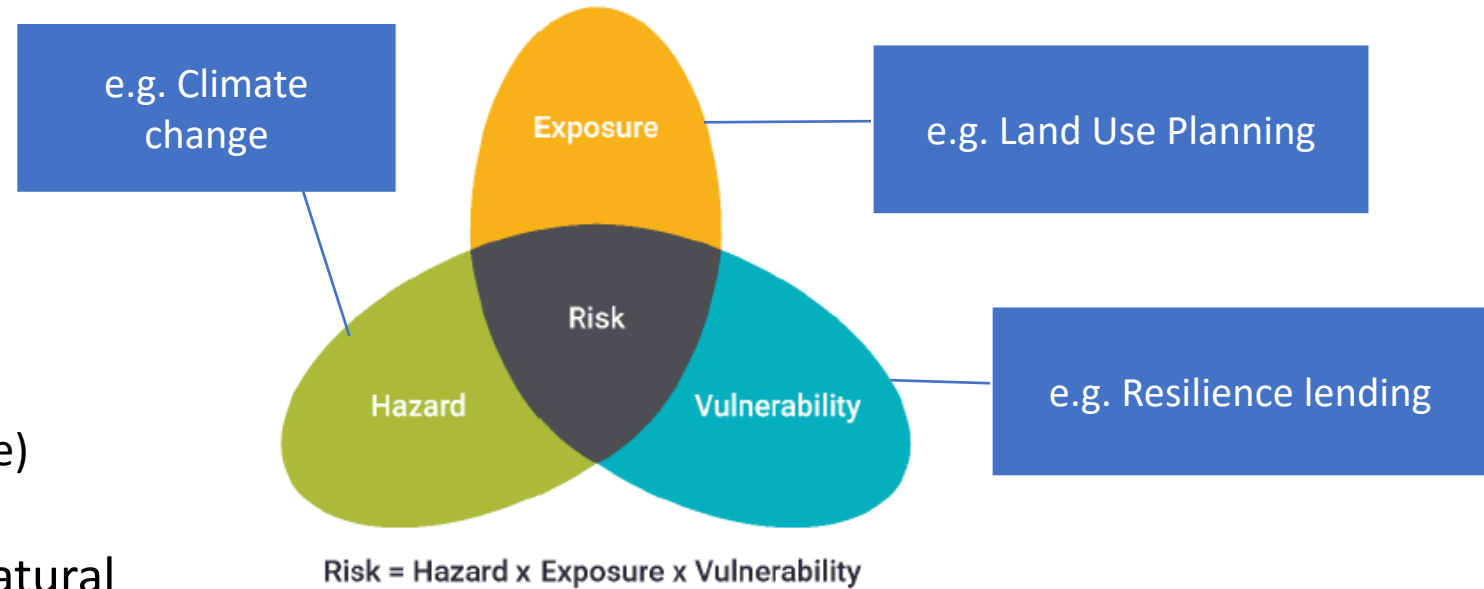 e.g. Climate
change
Exposure
e.g. Land Use Planning
Risk
Hazard
Vulnerability
e.g. Resilience lending
e)
atural
Risk = Hazard x Exposure x Vulnerability